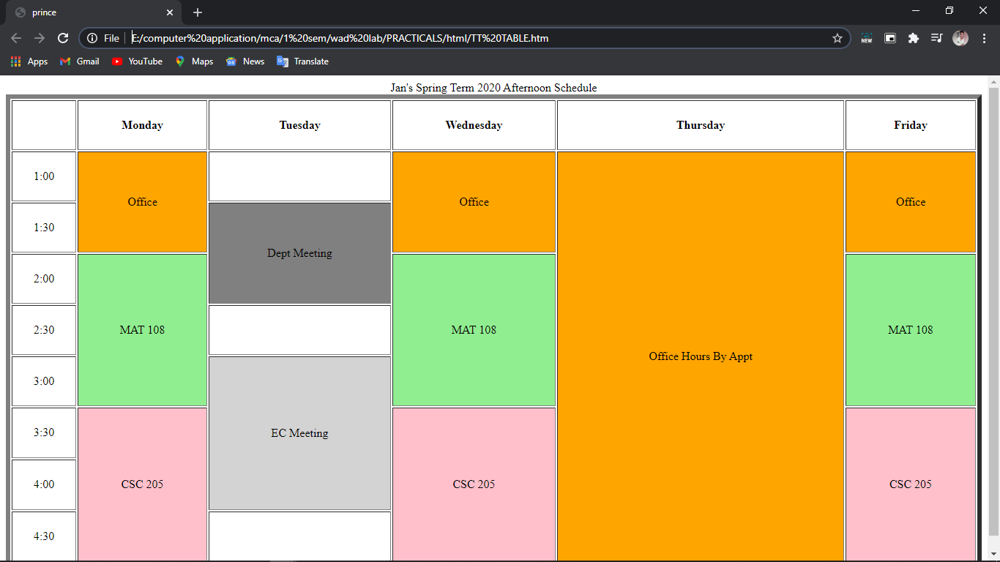 prince
File
E:/computer%20application/mca/1%20sem/wad%20lab/PRACTICALS/html/TT%20TABLE.htm
NEW
Apps Gmail YouTube Maps News Translate
Jan's Spring Term 2020 Afternoon Schedule
Monday Tuesday Wednesday Thursday Friday
1:00
Office Office Office
1:30
Dept Meeting
2:00
2:30 MAT 108 MAT 108 MAT 108
Office Hours By Appt
3:00
3:30 EC Meeting
4:00 CSC 205 CSC 205 CSC 205
4:30